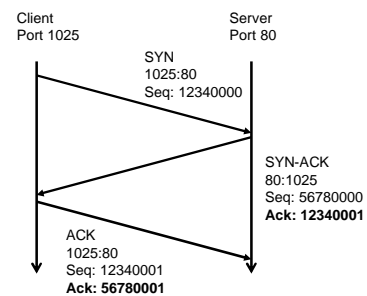 Client
Port 1025
Server
Port 80
SYN
1025:80
Seq: 12340000
SYN-ACK
80:1025
Seq: 56780000
Ack: 12340001
ACK
1025:80
Seq: 12340001
Ack: 56780001